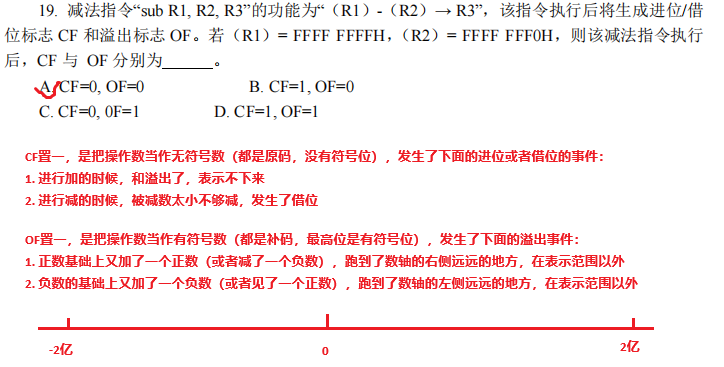 19. 减法指令“sub R1, R2, R3”的功能为“（R1）-（R2）→ R3”，该指令执行后将生成进位/借
位标志 CF 和溢出标志 OF。若（R1）= FFFF FFFFH，（R2）= FFFF FFF0H，则该减法指令执行
后，CF 与 OF 分别为______。
A. CF=0, OF=0 B. CF=1, OF=0
C. CF=0, 0F=1 D. CF=1, OF=1
CF置一，是把操作数当作无符号数（都是原码，没有符号位），发生了下面的进位或者借位的事件：
1. 进行加的时候，和溢出了，表示不下来
2. 进行减的时候，被减数太小不够减，发生了借位
OF置一，是把操作数当作有符号数（都是补码，最高位是有符号位），发生了下面的溢出事件：
1. 正数基础上又加了一个正数（或者减了一个负数），跑到了数轴的右侧远远的地方，在表示范围以外
2. 负数的基础上又加了一个负数（或者见了一个正数），跑到了数轴的左侧远远的地方，在表示范围以外
-2亿 0 2亿